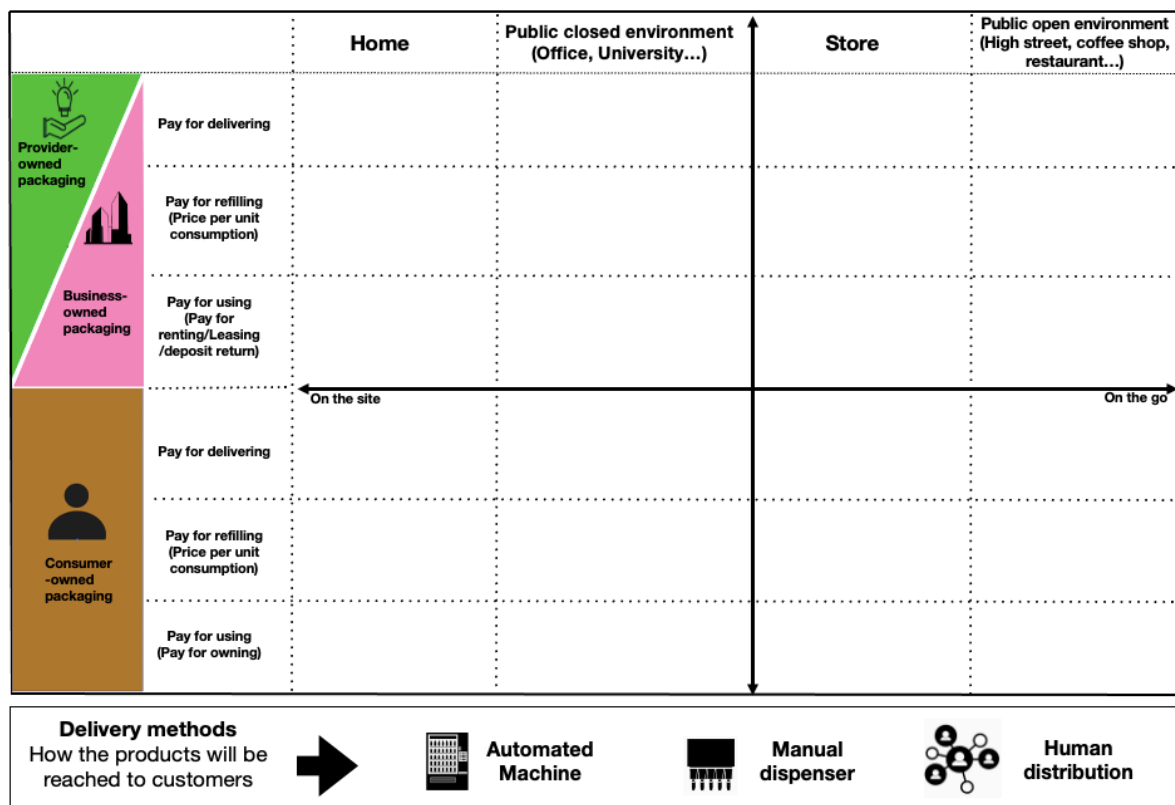 Home
Public closed environment
(Office, University...)
Store
Public open environment
(High street, coffee shop,
restaurant...)
Provider-
owned
packaging
Business-
owned
packaging
Pay for delivering
Pay for refilling
(Price per unit
consumption)
Pay for using
(Pay for
renting/Leasing
/deposit return)
On the site
On the go
Consumer
-owned
packaging
Pay for delivering
Pay for refilling
(Price per unit
consumption)
Pay for using
(Pay for owning)
Delivery methods
How the products will be
reached to customers
Automated
Machine
Manual
dispenser
Human
distribution